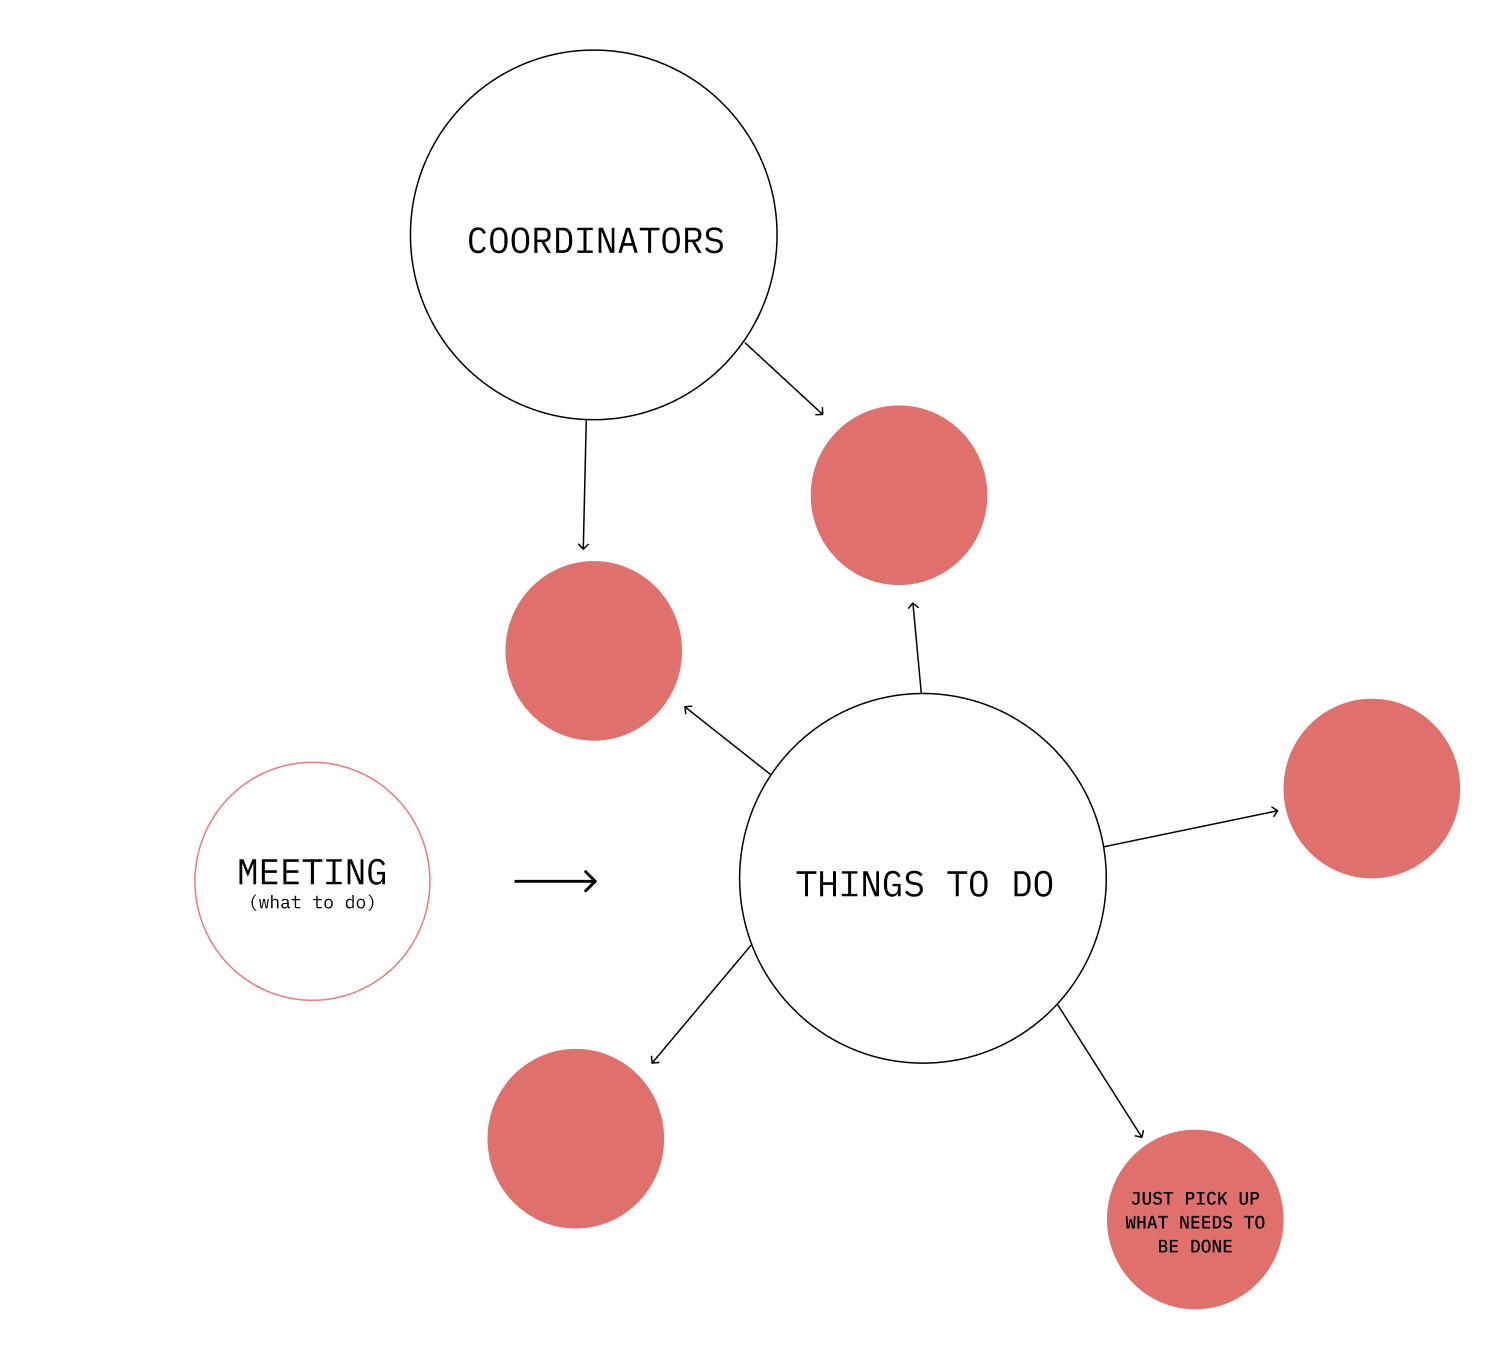 COORDINATORS
MEETING
(what to do)
THINGS TO DO
JUST PICK UP
WHAT NEEDS TO
BE DONE